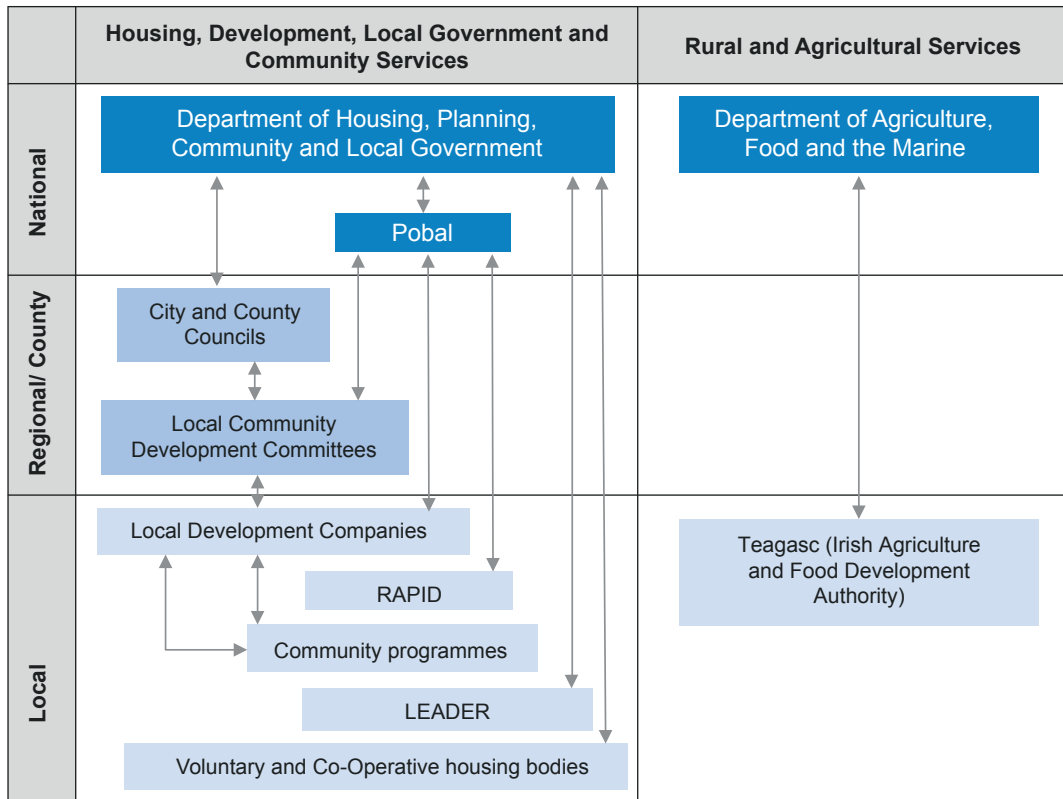 Housing, Development, Local Government and
Community Services
Rural and Agricultural Services
National
Department of Housing, Planning,
Community and Local Government
Department of Agriculture,
Food and the Marine
Pobal
Regional/ County
City and County
Councils
Local Community
Development Committees
Local
Local Development Companies
Teagasc (Irish Agriculture
and Food Development
Authority)
RAPID
Community programmes
LEADER
Voluntary and Co-Operative housing bodies